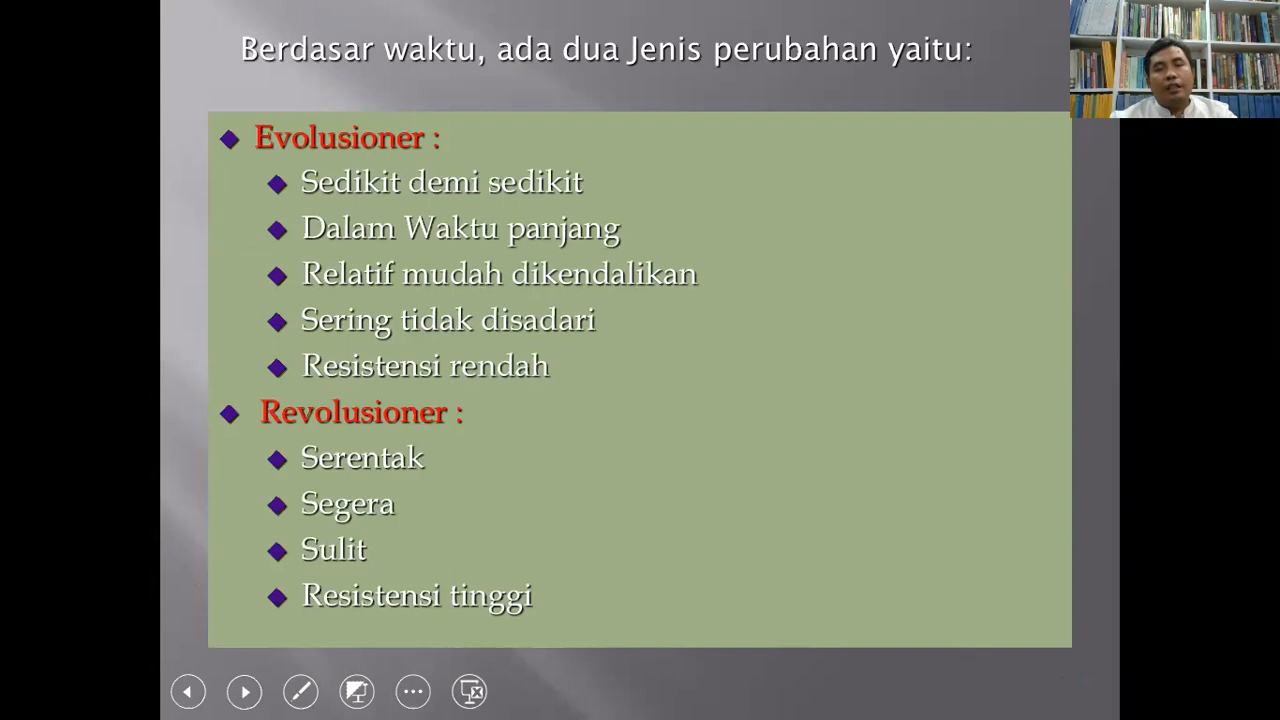 Berdasar waktu, ada dua Jenis perubahan yaitu:
Evolusioner :
Sedikit demi sedikit
Dalam Waktu panjang
Relatif mudah dikendalikan
Sering tidak disadari
Resistensi rendah
Revolusioner :
Serentak
Segera
Sulit
Resistensi tinggi